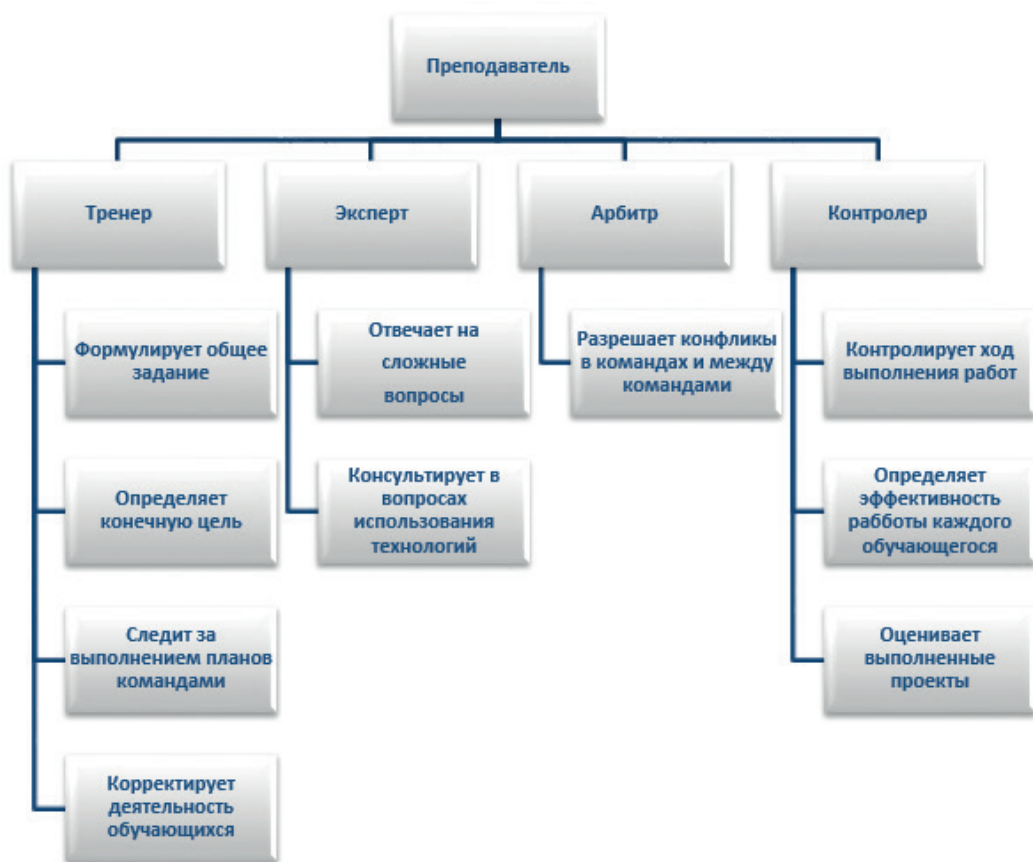 Преподаватель
Тренер
Эксперт
Арбитр
Контролер
Формулирует общее
задание
Определяет
конечную цель
Следит за
выполнением планов
командами
Корректирует
деятельность
обучающихся
Отвечает на
сложные
вопросы
Консультирует в
вопросах
использования
технологий
Разрешает конфликы
в командах и между
командами
Контролирует ход
выполнения работ
Определяет
эффективность
рабботы каждого
обучающегося
Оценивает
выполненные
проекты